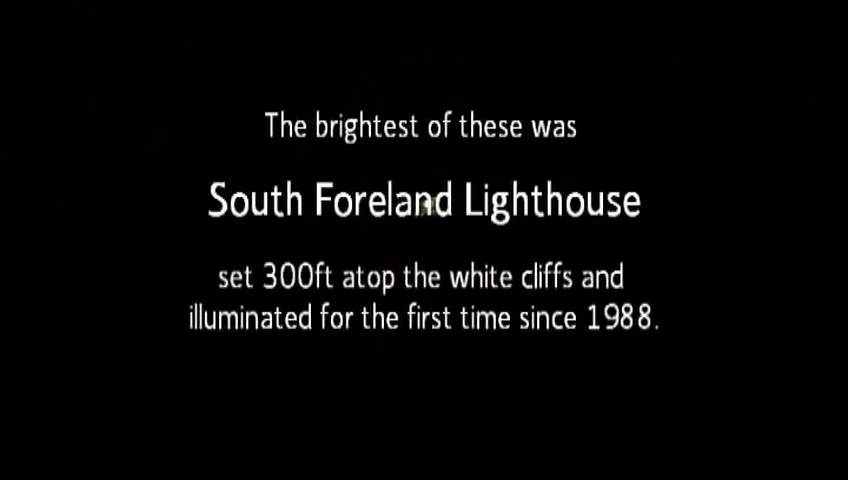 The brightest of these was
South Foreland Lighthouse
set 300ft atop the white cliffs and
illuminated for the first time since 1988.